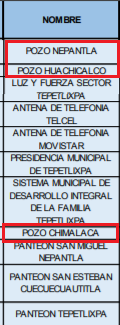 NOMBRE
POZO NEPANTLA
POZO HUACHICALCO
LUZ Y FUERZA SECTOR
TEPETLIXPA
ANTENA DE TELEFONIA
TELCEL
ANTENA DE TELEFONIA
MOVISTAR
PRESIDENCIA MUNICIPAL
DE TEPETLIXPA
SISTEMA MUNICIPAL DE
DESARROLLO INTEGRAL
DE LA FAMILIA
TEPETLIXPA
POZO CHIMALACA
PANTEON SAN MIGUEL
NEPANTLA
PANTEON SAN ESTEBAN
CUECUECUAUTITLA
PANTEON TEPETLIXPA